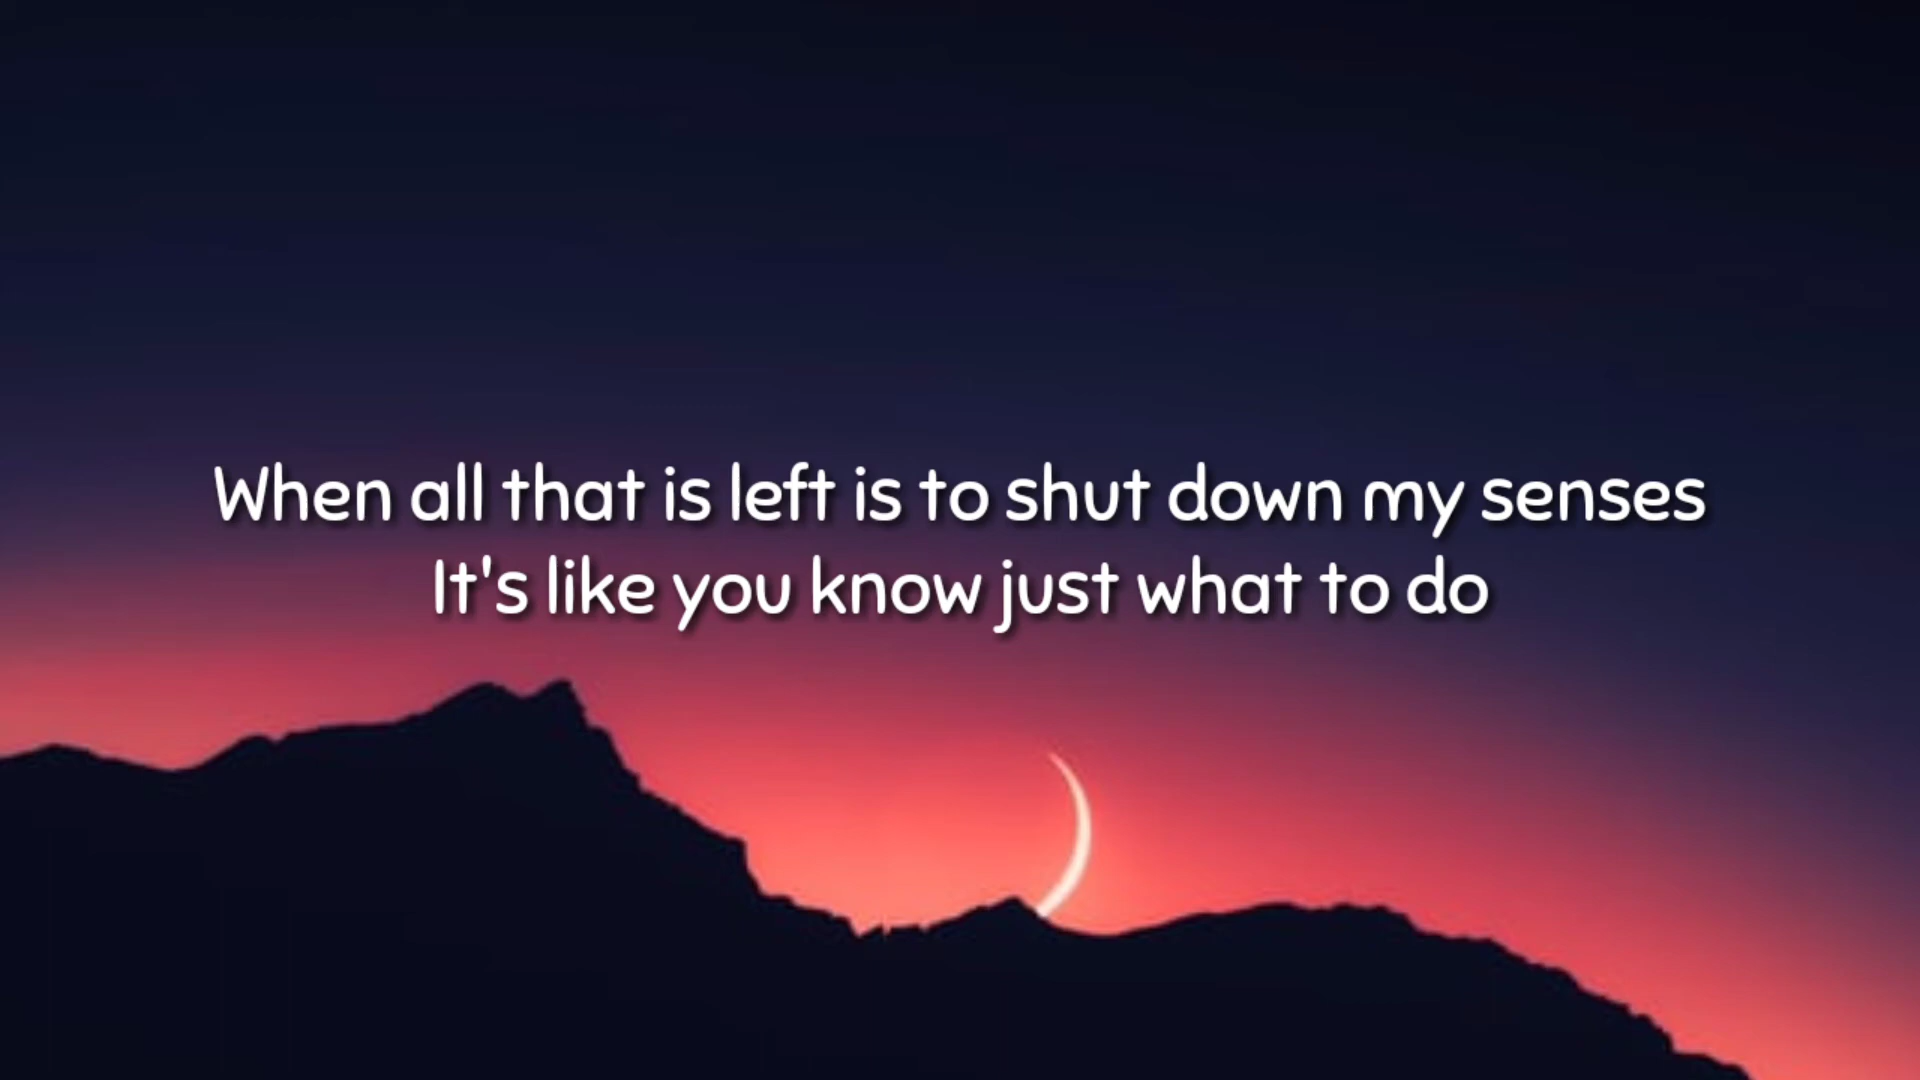 When all that is left is to shut down my senses
It's like you know just what to do